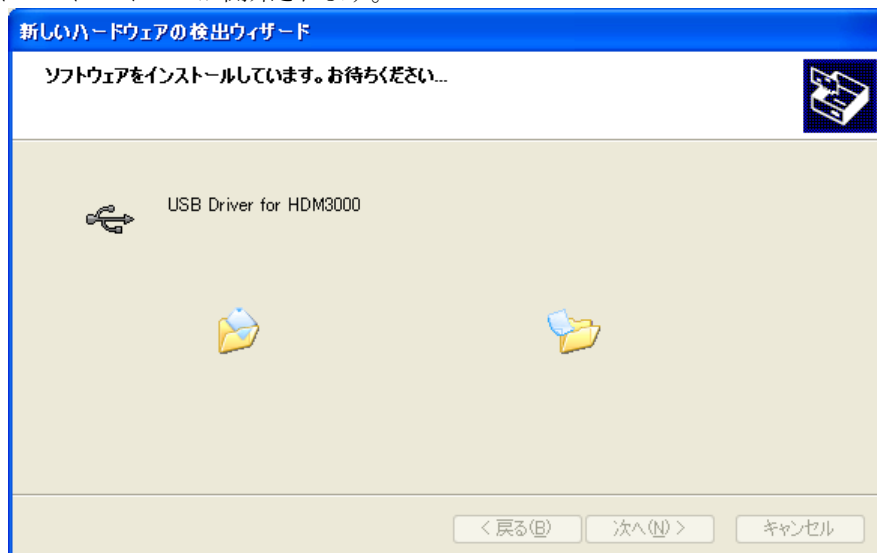 新しいハードウェアの検出ウィザード
ソフトウェアをインストールしています。お待ちください...
USB Driver for HDM3000
< 戻る(B)
次へ(N) >
キャンセル